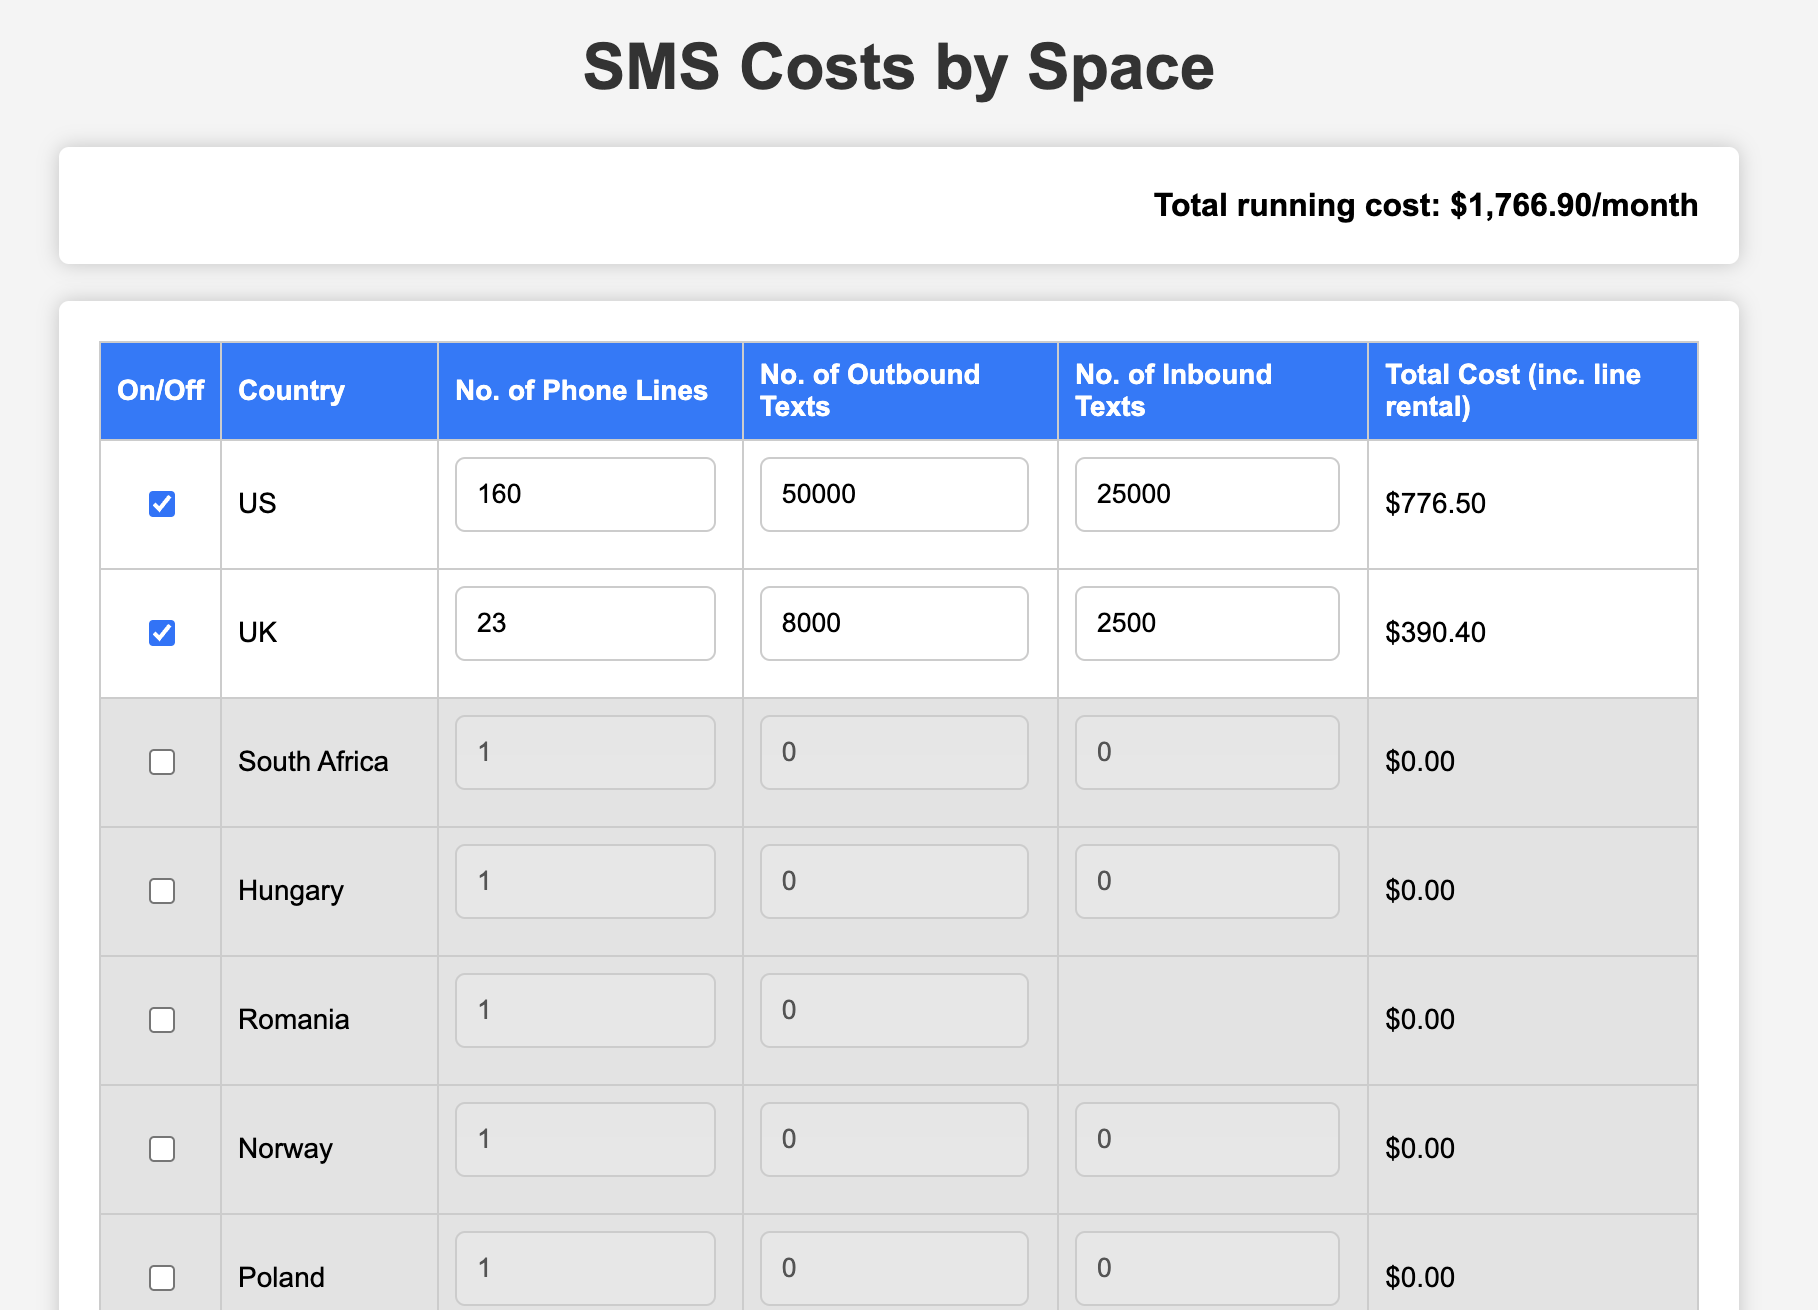 SMS Costs by Space
Total running cost: $1,766.90/month
On/Off Country No. of Phone Lines No. of Outbound Texts No. of Inbound Texts Total Cost (inc. line rental)
US 160 50000 25000 $776.50
UK 23 8000 2500 $390.40
South Africa 1 0 0 $0.00
Hungary 1 0 0 $0.00
Romania 1 0 $0.00
Norway 1 0 0 $0.00
Poland 1 0 0 $0.00